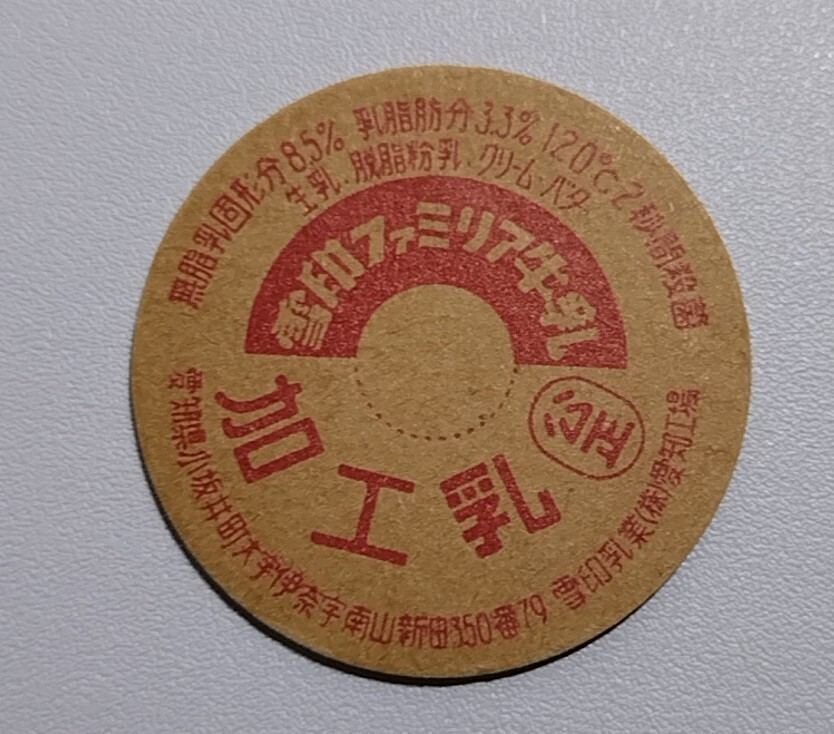 無脂乳固形分8.5% 乳脂肪分3.3% 120℃2秒間殺菌
生乳.脱脂粉乳.クリーム・バター
雪印ファミリア牛乳
加工乳
公正
愛知県小坂井町大字伊奈字南山新田350番79 雪印乳業(株)愛知工場